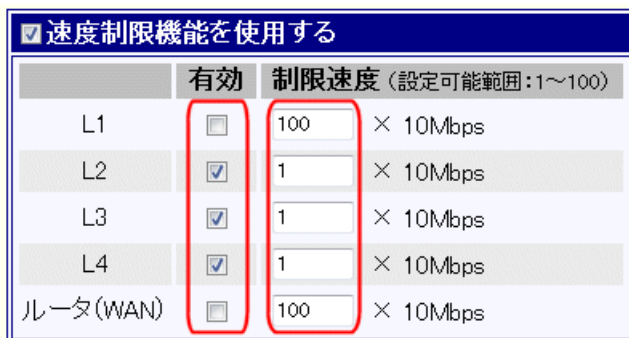 速度制限機能を使用する
有効 制限速度 (設定可能範囲:1～100)
L1 100 × 10Mbps
L2 1 × 10Mbps
L3 1 × 10Mbps
L4 1 × 10Mbps
ルータ(WAN) 100 × 10Mbps